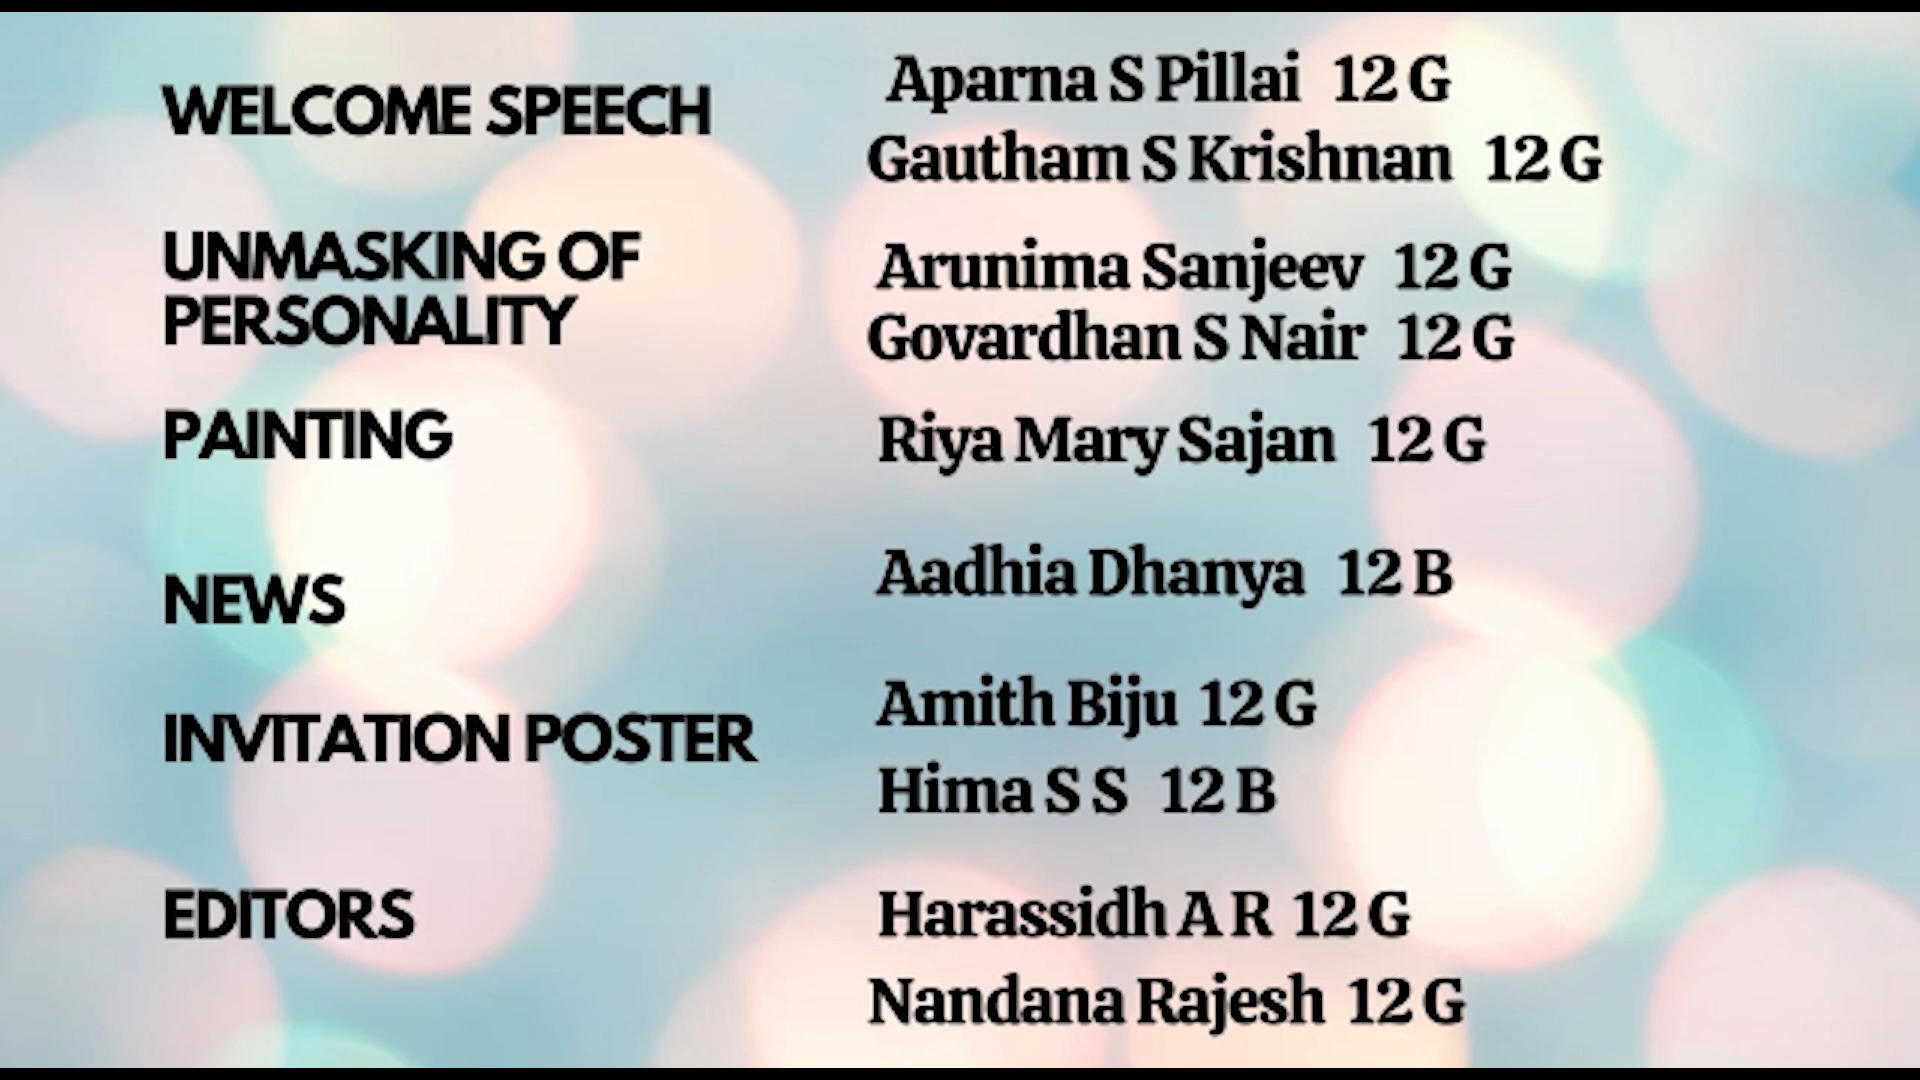 WELCOME SPEECH
Aparna S Pillai 12 G
Gautham S Krishnan 12 G
UNMASKING OF
PERSONALITY
Arunima Sanjeev 12 G
Govardhan S Nair 12 G
PAINTING
Riya Mary Sajan 12 G
NEWS
Aadhia Dhanya 12 B
INVITATION POSTER
Amith Biju 12 G
Hima S S 12 B
EDITORS
Harassidh A R 12 G
Nandana Rajesh 12 G